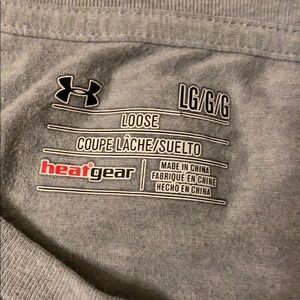 LG/G/G
LOOSE
COUPE LÂCHE/SUELTO
heatgear
MADE IN CHINA
FABRIQUÉ EN CHINE
HECHO EN CHINA